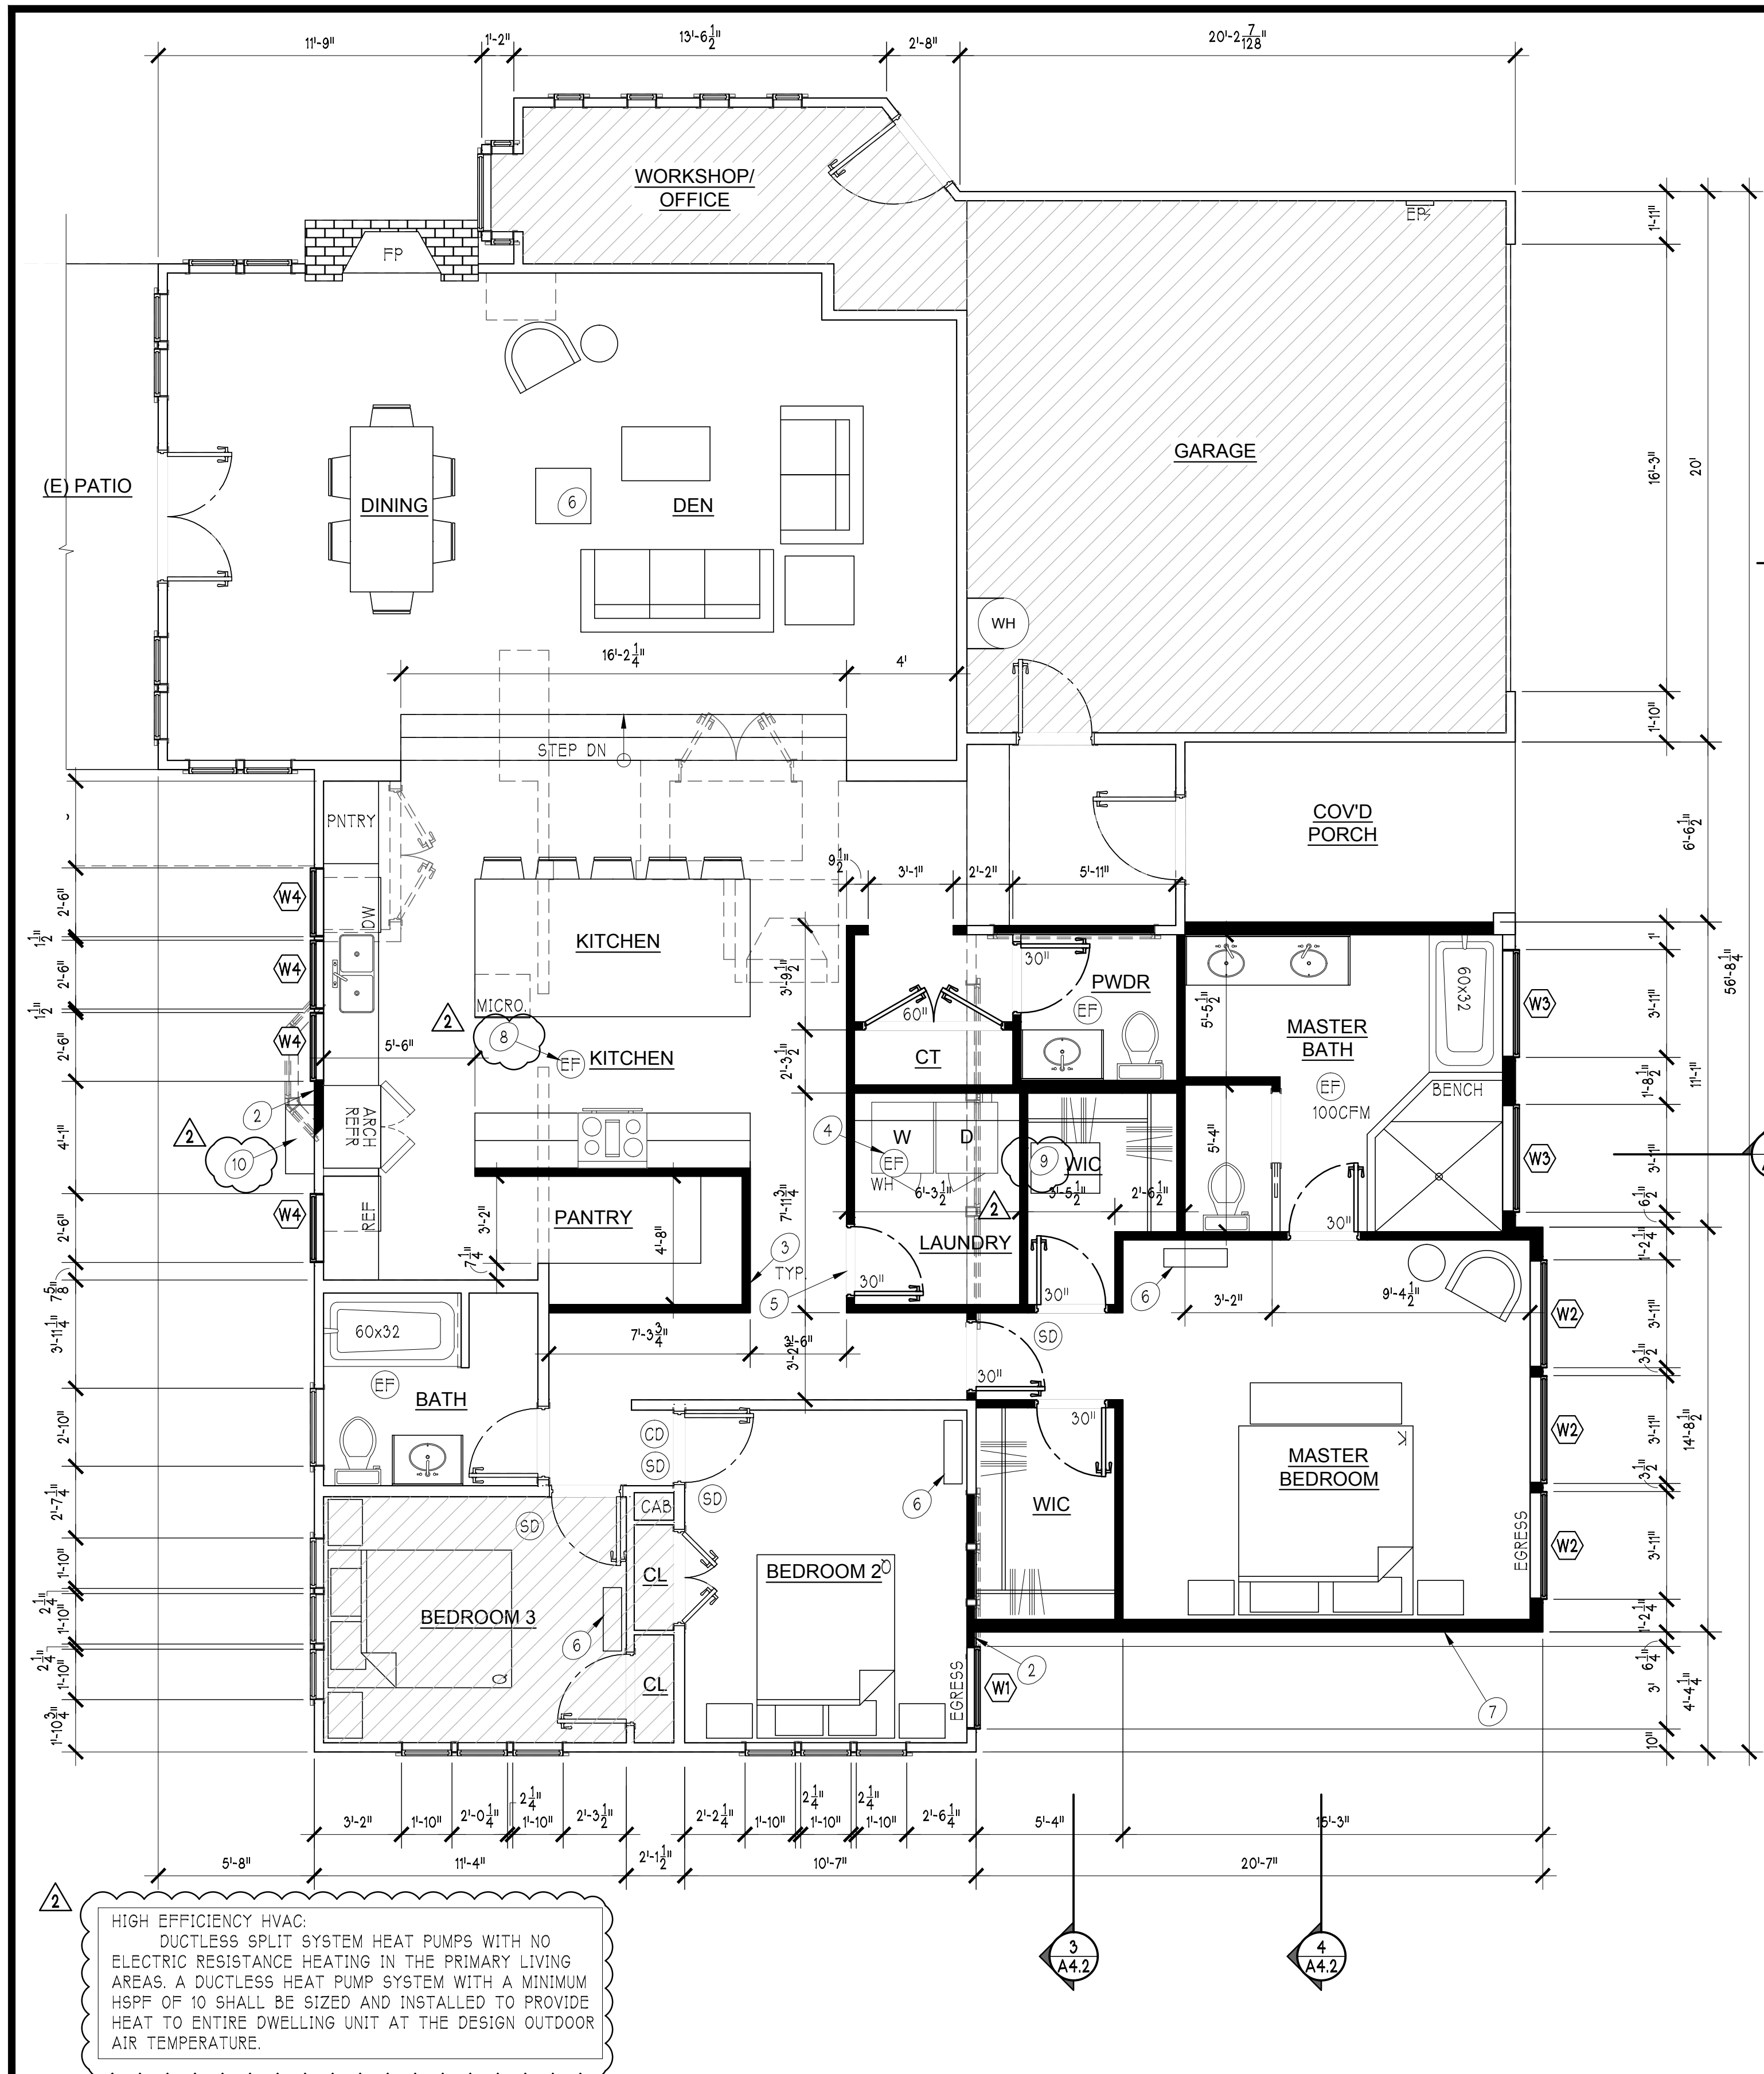 11'-9"
1'-2"
13'-6 1/2"
2'-8"
20'-2 7/128"
WORKSHOP/
OFFICE
EP
1'-11"
FP
GARAGE
(E) PATIO
DINING
6
DEN
16'-3"
20'
WH
16'-2 1/4"
4'
1'-10"
STEP DN
PNTRY
COV'D
PORCH
6'-6 1/2"
56'-8 1/4"
9 1/2"
3'-1"
2'-2"
5'-11"
2'-6"
W4
DW
KITCHEN
1 1/2"
3'-9 1/2"
30"
PWDR
EF
60x32
1"
2'-6"
W4
MICRO.
60"
5'-5 1/2"
MASTER
BATH
W3
3'-11"
1 1/2"
2
8
EF
KITCHEN
2'-6"
W4
5'-6"
CT
2'-3 1/2"
EF
100CFM
BENCH
1'-8 1/2"
11'-1"
2
ARCH
REFR
4
W
D
EF
WH
9
WIC
5'-4"
2
10
4'-1"
W3
3'-11"
6'-3 1/2"
3'-5 1/2"
2'-6 1/2"
2'-6"
W4
REF
3'-2"
PANTRY
4'-8"
7'-11 3/4"
2
LAUNDRY
30"
6 1/2"
1'-2 1/4"
7 1/4"
3
TYP.
5
30"
30"
6
3'-2"
9'-4 1/2"
7 5/8"
3'-11 1/4"
60x32
7'-3 3/4"
3'-6"
3'-2"
SD
W2
3'-11"
3 1/2"
EF
BATH
30"
30"
2'-10"
CD
SD
SD
6
K
MASTER
BEDROOM
W2
3'-11"
14'-8 1/2"
3 1/2"
2'-7 1/4"
SD
CAB
WIC
EGRESS
W2
3'-11"
1'-10"
CL
BEDROOM 2
Q
2 1/4"
1'-10"
BEDROOM 3
6
1'-2 1/4"
2 1/4"
1'-10"
Q
CL
EGRESS
W1
2
7
6 1/4"
3'
4'-4 1/4"
1'-10 3/4"
10"
3'-2"
1'-10"
2'-0 1/4"
2 1/4"
1'-10"
2'-3 1/2"
2'-2 1/4"
1'-10"
2 1/4"
1'-10"
2 1/4"
1'-10"
2'-6 1/4"
5'-4"
15'-3"
5'-8"
11'-4"
2'-1 1/2"
10'-7"
20'-7"
2
HIGH EFFICIENCY HVAC:
DUCTLESS SPLIT SYSTEM HEAT PUMPS WITH NO
ELECTRIC RESISTANCE HEATING IN THE PRIMARY LIVING
AREAS. A DUCTLESS HEAT PUMP SYSTEM WITH A MINIMUM
HSPF OF 10 SHALL BE SIZED AND INSTALLED TO PROVIDE
HEAT TO ENTIRE DWELLING UNIT AT THE DESIGN OUTDOOR
AIR TEMPERATURE.
3
A4.2
4
A4.2